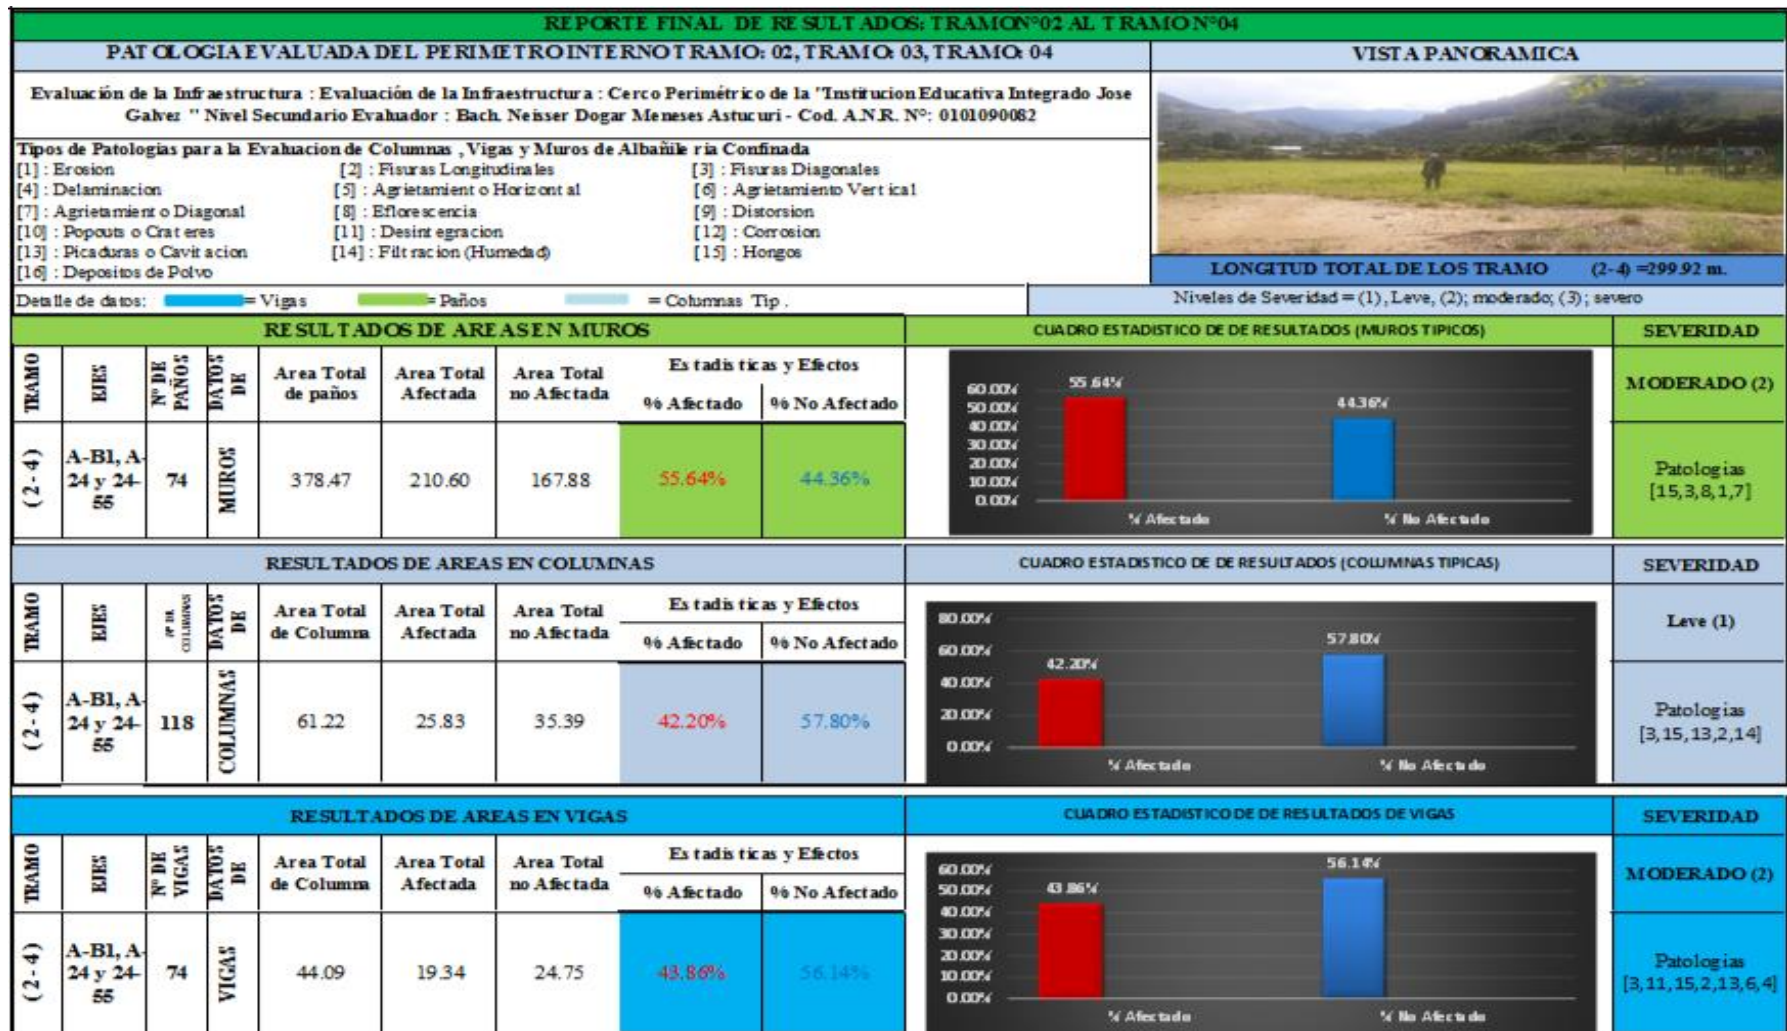 REPORTE FINAL DE RESULTADOS: TRAMO N°02 AL TRAMO N°04
PATOLOGIA EVALUADA DEL PERIMETRO INTERNO TRAMO: 02, TRAMO: 03, TRAMO: 04
VISTA PANORAMICA
Evaluación de la Infraestructura : Evaluación de la Infraestructura : Cerco Perimétrico de la "Institucion Educativa Integrado Jose
Galvez " Nivel Secundario Evaluador : Bach. Neisser Dogar Meneses Astucuri - Cod. A.N.R. N°: 0101090082
Tipos de Patologias para la Evaluacion de Columnas , Vigas y Muros de Albañile ria Confinada
[1] : Erosion [2] : Fisuras Longitudinales [3] : Fisuras Diagonales
[4] : Delaminacion [5] : Agrietamiento Horizontal [6] : Agrietamiento Vertical
[7] : Agrietamiento Diagonal [8] : Eflorescencia [9] : Distorsion
[10] : Popouts o Crateres [11] : Desintegracion [12] : Corrosion
[13] : Picaduras o Cavitacion [14] : Filtracion (Humedad) [15] : Hongos
[16] : Depositos de Polvo
LONGITUD TOTAL DE LOS TRAMO (2-4) =299.92 m.
Detalle de datos: = Vigas = Paños = Columnas Tip .
Niveles de Severidad = (1), Leve, (2); moderado; (3); severo
RESULTADOS DE AREAS EN MUROS
CUADRO ESTADISTICO DE DE RESULTADOS (MUROS TIPICOS)
SEVERIDAD
TRAMO
EJES
N° DE PAÑOS
DATOS DE
Area Total de paños
Area Total Afectada
Area Total no Afectada
Estadisticas y Efectos
% Afectado
% No Afectado
(2-4)
A-B1, A-24 y 24-55
74
MUROS
378.47
210.60
167.88
55.64%
44.36%
60.00%
50.00%
40.00%
30.00%
20.00%
10.00%
0.00%
55.64%
44.36%
% Afectado
% No Afectado
MODERADO (2)
Patologias
[15,3,8,1,7]
RESULTADOS DE AREAS EN COLUMNAS
CUADRO ESTADISTICO DE DE RESULTADOS (COLUMNAS TIPICAS)
SEVERIDAD
TRAMO
EJES
N° DE COLUMNAS
DATOS DE
Area Total de Columna
Area Total Afectada
Area Total no Afectada
Estadisticas y Efectos
% Afectado
% No Afectado
(2-4)
A-B1, A-24 y 24-55
118
COLUMNAS
61.22
25.83
35.39
42.20%
57.80%
80.00%
60.00%
40.00%
20.00%
0.00%
42.20%
57.80%
% Afectado
% No Afectado
Leve (1)
Patologias
[3,15,13,2,14]
RESULTADOS DE AREAS EN VIGAS
CUADRO ESTADISTICO DE DE RESULTADOS DE VIGAS
SEVERIDAD
TRAMO
EJES
N° DE VIGAS
DATOS DE
Area Total de Columna
Area Total Afectada
Area Total no Afectada
Estadisticas y Efectos
% Afectado
% No Afectado
(2-4)
A-B1, A-24 y 24-55
74
VIGAS
44.09
19.34
24.75
43.86%
56.14%
60.00%
50.00%
40.00%
30.00%
20.00%
10.00%
0.00%
43.86%
56.14%
% Afectado
% No Afectado
MODERADO (2)
Patologias
[3,11,15,2,13,6,4]